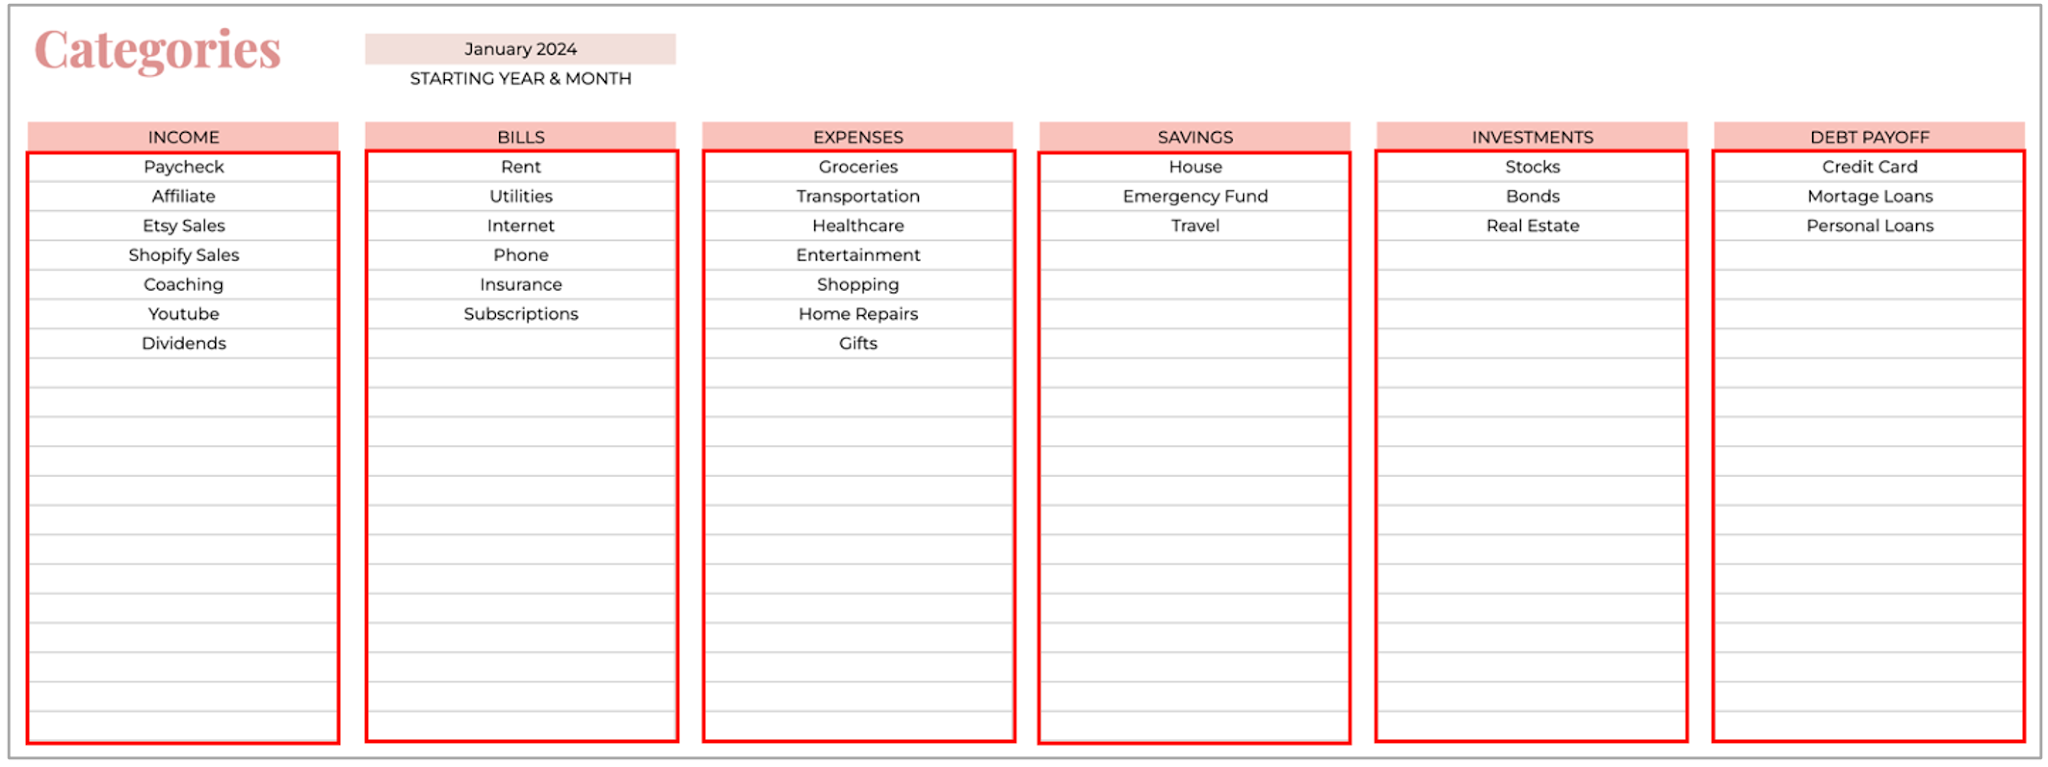 Categories
January 2024
STARTING YEAR & MONTH
INCOME
Paycheck
Affiliate
Etsy Sales
Shopify Sales
Coaching
Youtube
Dividends
BILLS
Rent
Utilities
Internet
Phone
Insurance
Subscriptions
EXPENSES
Groceries
Transportation
Healthcare
Entertainment
Shopping
Home Repairs
Gifts
SAVINGS
House
Emergency Fund
Travel
INVESTMENTS
Stocks
Bonds
Real Estate
DEBT PAYOFF
Credit Card
Mortage Loans
Personal Loans